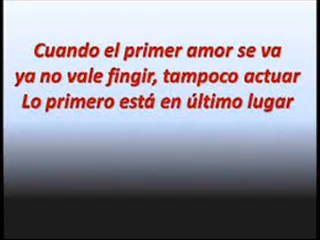 Cuando el primer amor se va
ya no vale fingir, tampoco actuar
Lo primero está en último lugar